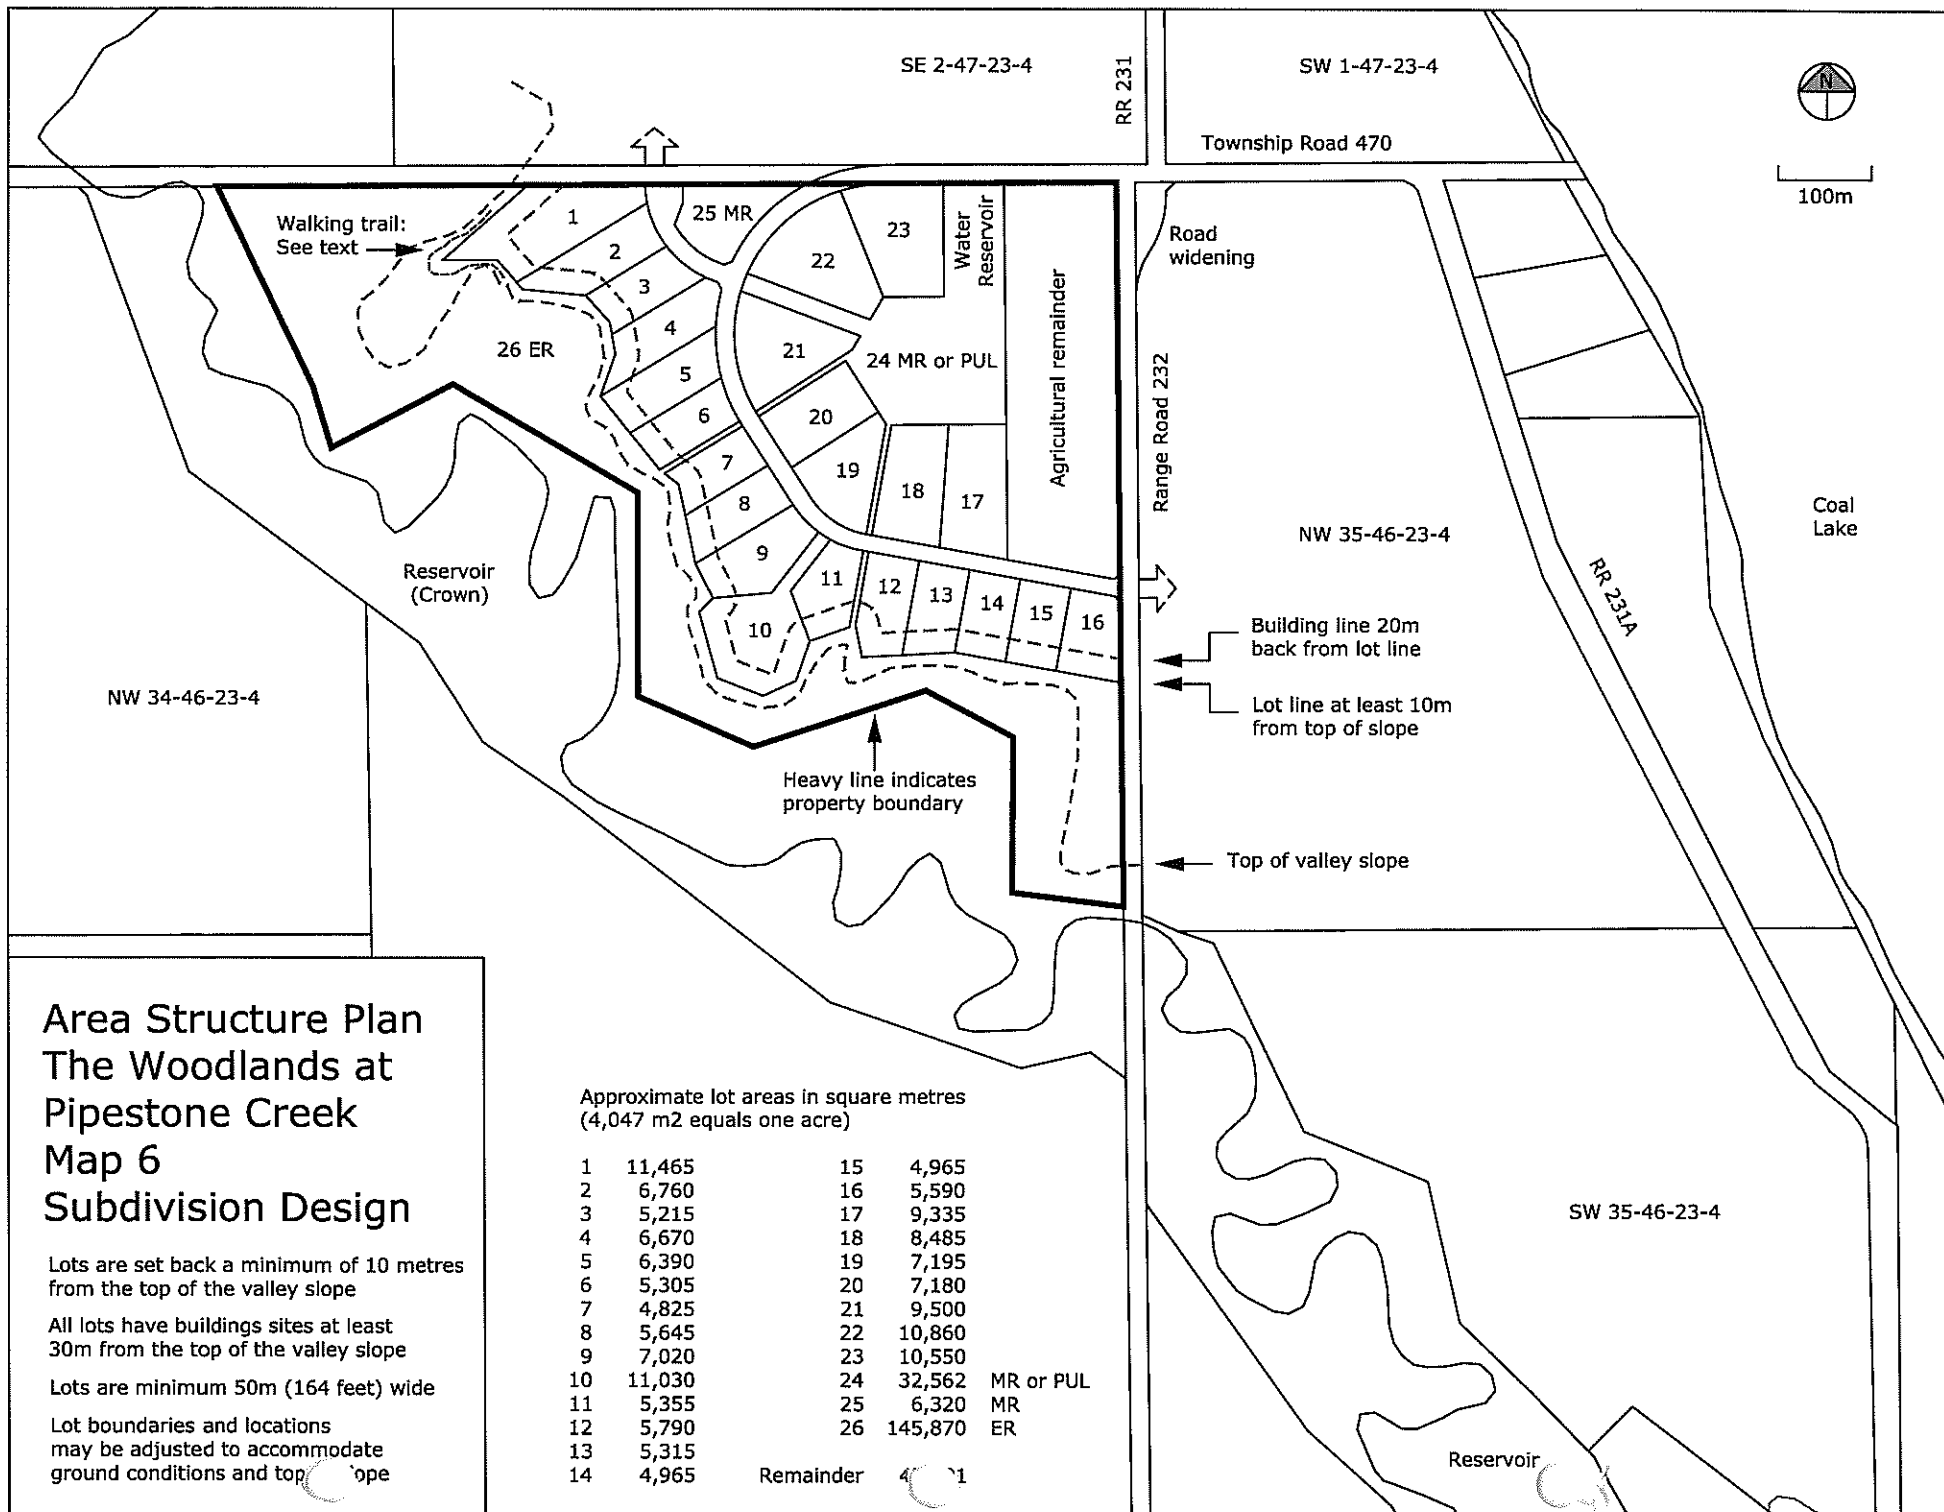 SE 2-47-23-4
RR 231
SW 1-47-23-4
N
Township Road 470
100m
Walking trail:
See text
1
2
3
4
5
6
7
8
9
10
11
12
13
14
15
16
17
18
19
20
21
22
23
24 MR or PUL
25 MR
26 ER
Water
Reservoir
Agricultural remainder
Road
widening
Range Road 232
NW 35-46-23-4
Coal
Lake
RR 231A
Reservoir
(Crown)
NW 34-46-23-4
Building line 20m
back from lot line
Lot line at least 10m
from top of slope
Heavy line indicates
property boundary
Top of valley slope
SW 35-46-23-4
Reservoir
Area Structure Plan
The Woodlands at
Pipestone Creek
Map 6
Subdivision Design
Lots are set back a minimum of 10 metres
from the top of the valley slope
All lots have buildings sites at least
30m from the top of the valley slope
Lots are minimum 50m (164 feet) wide
Lot boundaries and locations
may be adjusted to accommodate
ground conditions and top
Approximate lot areas in square metres
(4,047 m2 equals one acre)
1 11,465 15 4,965
2 6,760 16 5,590
3 5,215 17 9,335
4 6,670 18 8,485
5 6,390 19 7,195
6 5,305 20 7,180
7 4,825 21 9,500
8 5,645 22 10,860
9 7,020 23 10,550
10 11,030 24 32,562 MR or PUL
11 5,355 25 6,320 MR
12 5,790 26 145,870 ER
13 5,315
14 4,965 Remainder